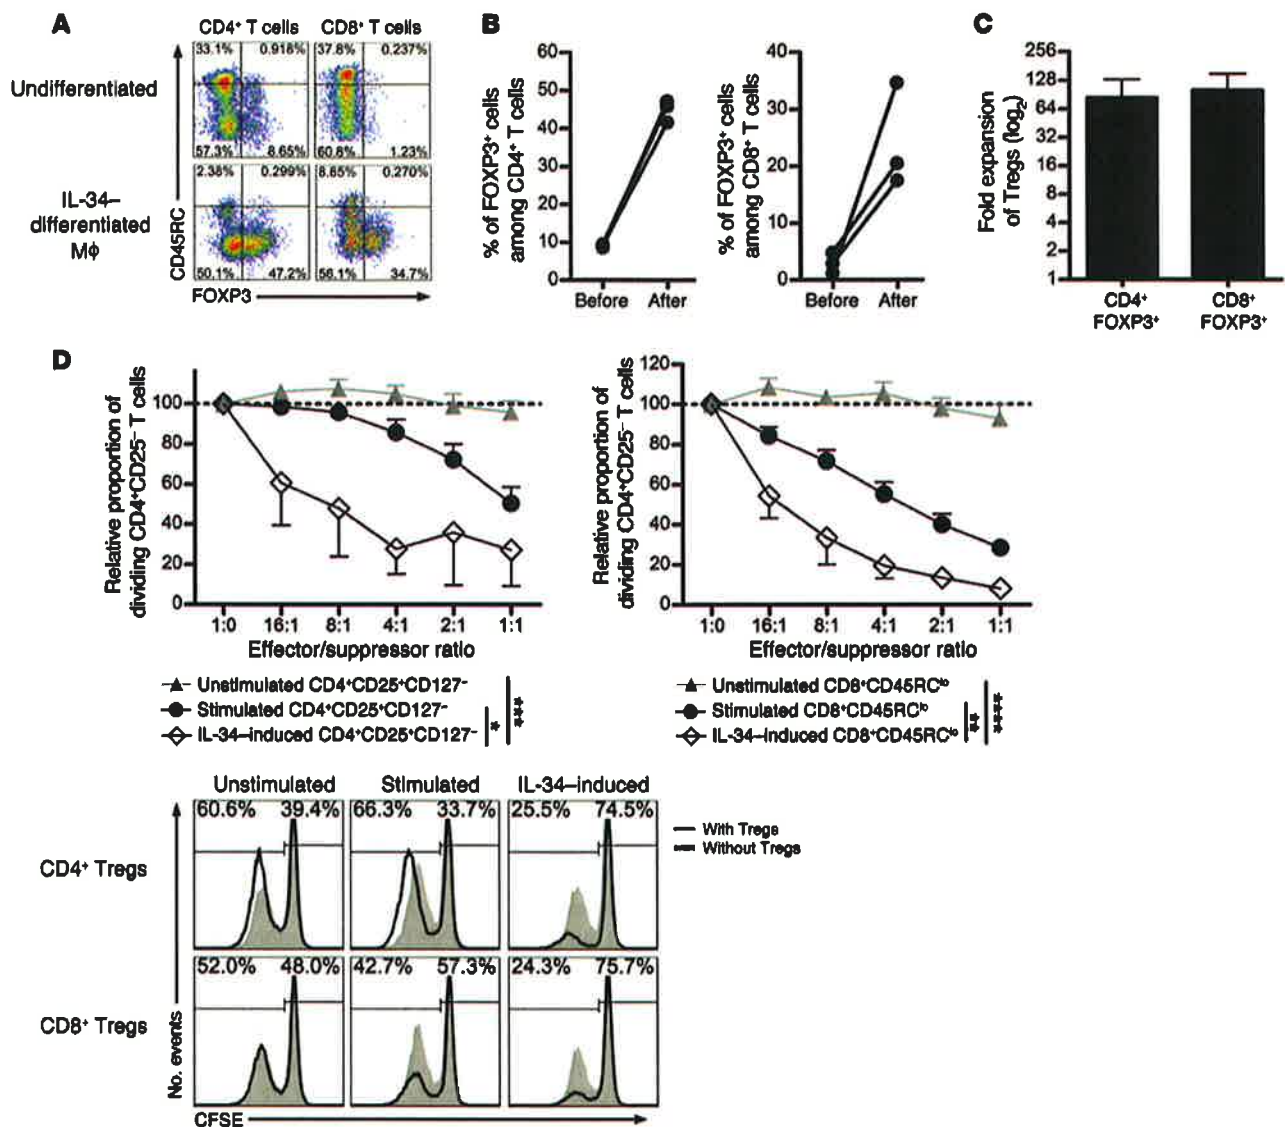 A
CD4⁺ T cells CD8⁺ T cells
Undifferentiated
33.1% 0.918% 37.8% 0.237%
57.3% 8.65% 60.8% 1.23%
IL-34–
differentiated
Mϕ
2.38% 0.299% 8.85% 0.270%
50.1% 47.2% 56.1% 34.7%
CD45RC
FOXP3
B
% of FOXP3⁺ cells
among CD4⁺ T cells
60
50
40
30
20
10
0
Before After
% of FOXP3⁺ cells
among CD8⁺ T cells
40
30
20
10
0
Before After
C
Fold expansion
of Tregs (log₂)
256
128
64
32
16
8
4
2
1
CD4⁺
FOXP3⁺
CD8⁺
FOXP3⁺
D
Relative proportion of
dividing CD4⁺CD25⁻ T cells
100
80
60
40
20
0
1:0 16:1 8:1 4:1 2:1 1:1
Effector/suppressor ratio
Unstimulated CD4⁺CD25⁺CD127⁻
Stimulated CD4⁺CD25⁺CD127⁻
IL-34–induced CD4⁺CD25⁺CD127⁻
*
***
Relative proportion of
dividing CD4⁺CD25⁻ T cells
120
100
80
60
40
20
0
1:0 16:1 8:1 4:1 2:1 1:1
Effector/suppressor ratio
Unstimulated CD8⁺CD45RCˡᵒ
Stimulated CD8⁺CD45RCˡᵒ
IL-34–induced CD8⁺CD45RCˡᵒ
**
****
Unstimulated Stimulated IL-34–induced
CD4⁺ Tregs
60.6% 39.4% 66.3% 33.7% 25.5% 74.5%
With Tregs
Without Tregs
CD8⁺ Tregs
52.0% 48.0% 42.7% 57.3% 24.3% 75.7%
No. events
CFSE